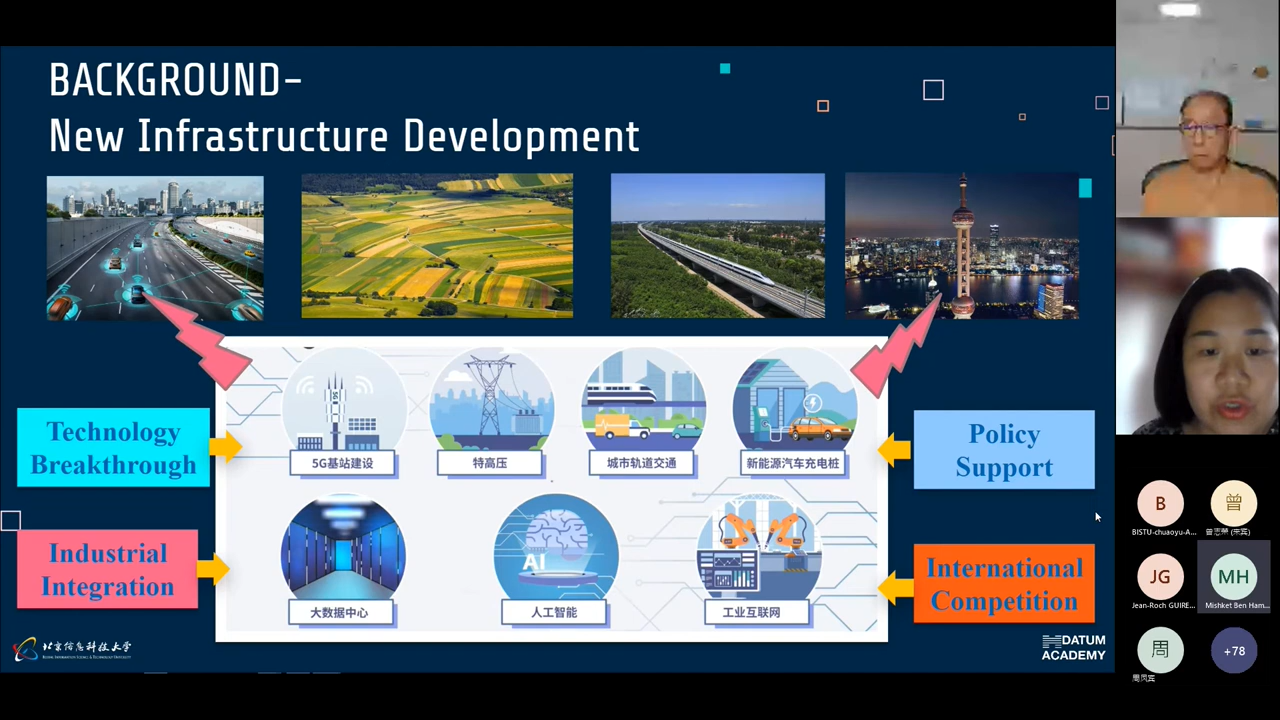 BACKGROUND-
New Infrastructure Development
5G基站建设
特高压
城市轨道交通
新能源汽车充电桩
Technology
Breakthrough
Policy
Support
AI
Industrial
Integration
International
Competition
大数据中心
人工智能
工业互联网
北京信息科技大学
DATUM
ACADEMY
B
曾
BISTU-chuaoyu-A...
JG
MH
Jean-Roch GUIRE...
Mishket Ben Ham...
周
+78
周凤宾